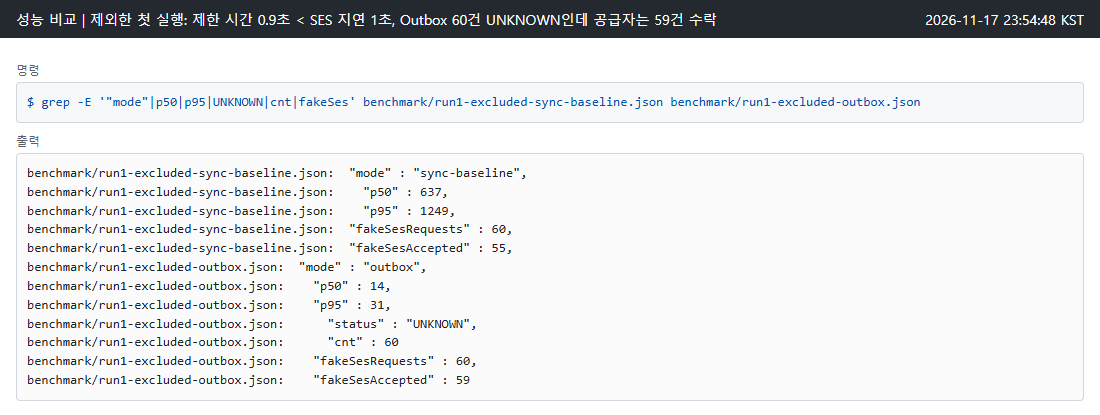 성능 비교 | 제외한 첫 실행: 제한 시간 0.9초 < SES 지연 1초, Outbox 60건 UNKNOWN인데 공급자는 59건 수락
2026-11-17 23:54:48 KST
명령
$ grep -E '"mode"|p50|p95|UNKNOWN|cnt|fakeSes' benchmark/run1-excluded-sync-baseline.json benchmark/run1-excluded-outbox.json
출력
benchmark/run1-excluded-sync-baseline.json:  "mode" : "sync-baseline",
benchmark/run1-excluded-sync-baseline.json:    "p50" : 637,
benchmark/run1-excluded-sync-baseline.json:    "p95" : 1249,
benchmark/run1-excluded-sync-baseline.json:  "fakeSesRequests" : 60,
benchmark/run1-excluded-sync-baseline.json:  "fakeSesAccepted" : 55,
benchmark/run1-excluded-outbox.json:  "mode" : "outbox",
benchmark/run1-excluded-outbox.json:    "p50" : 14,
benchmark/run1-excluded-outbox.json:    "p95" : 31,
benchmark/run1-excluded-outbox.json:      "status" : "UNKNOWN",
benchmark/run1-excluded-outbox.json:      "cnt" : 60
benchmark/run1-excluded-outbox.json:    "fakeSesRequests" : 60,
benchmark/run1-excluded-outbox.json:    "fakeSesAccepted" : 59